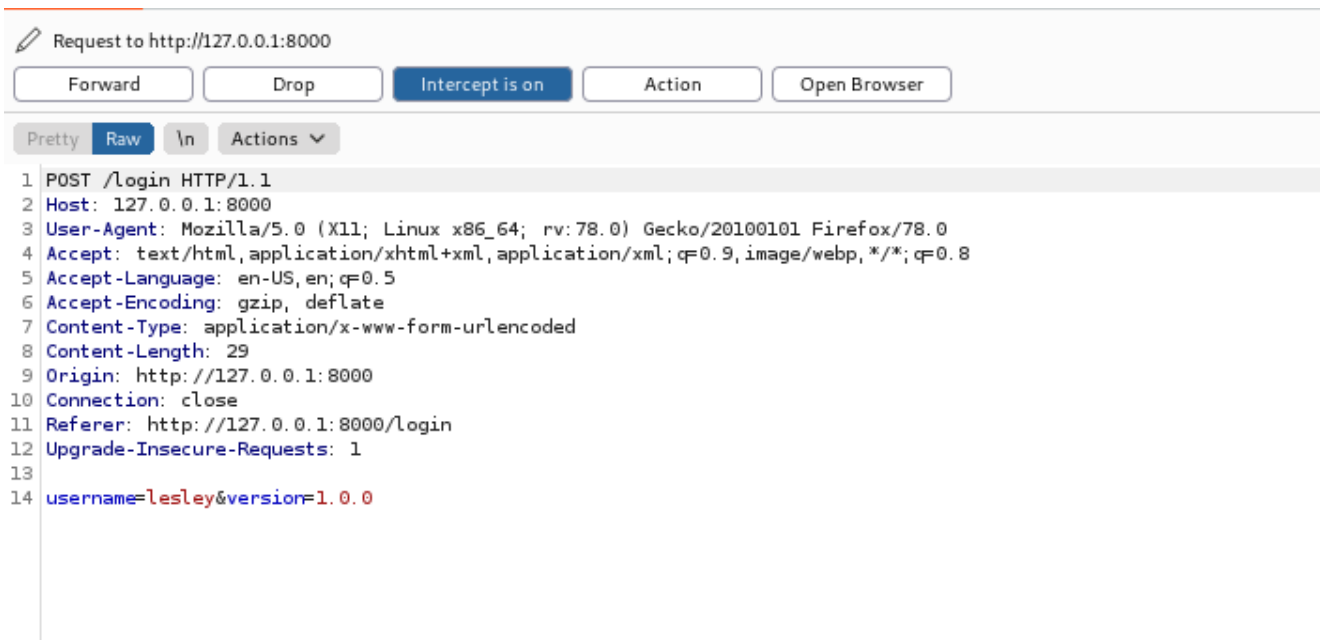 Request to http://127.0.0.1:8000
Forward Drop Intercept is on Action Open Browser
Pretty Raw \n Actions
1 POST /login HTTP/1.1
2 Host: 127.0.0.1:8000
3 User-Agent: Mozilla/5.0 (X11; Linux x86_64; rv:78.0) Gecko/20100101 Firefox/78.0
4 Accept: text/html,application/xhtml+xml,application/xml;q=0.9,image/webp,*/*;q=0.8
5 Accept-Language: en-US,en;q=0.5
6 Accept-Encoding: gzip, deflate
7 Content-Type: application/x-www-form-urlencoded
8 Content-Length: 29
9 Origin: http://127.0.0.1:8000
10 Connection: close
11 Referer: http://127.0.0.1:8000/login
12 Upgrade-Insecure-Requests: 1
13
14 username=lesley&version=1.0.0